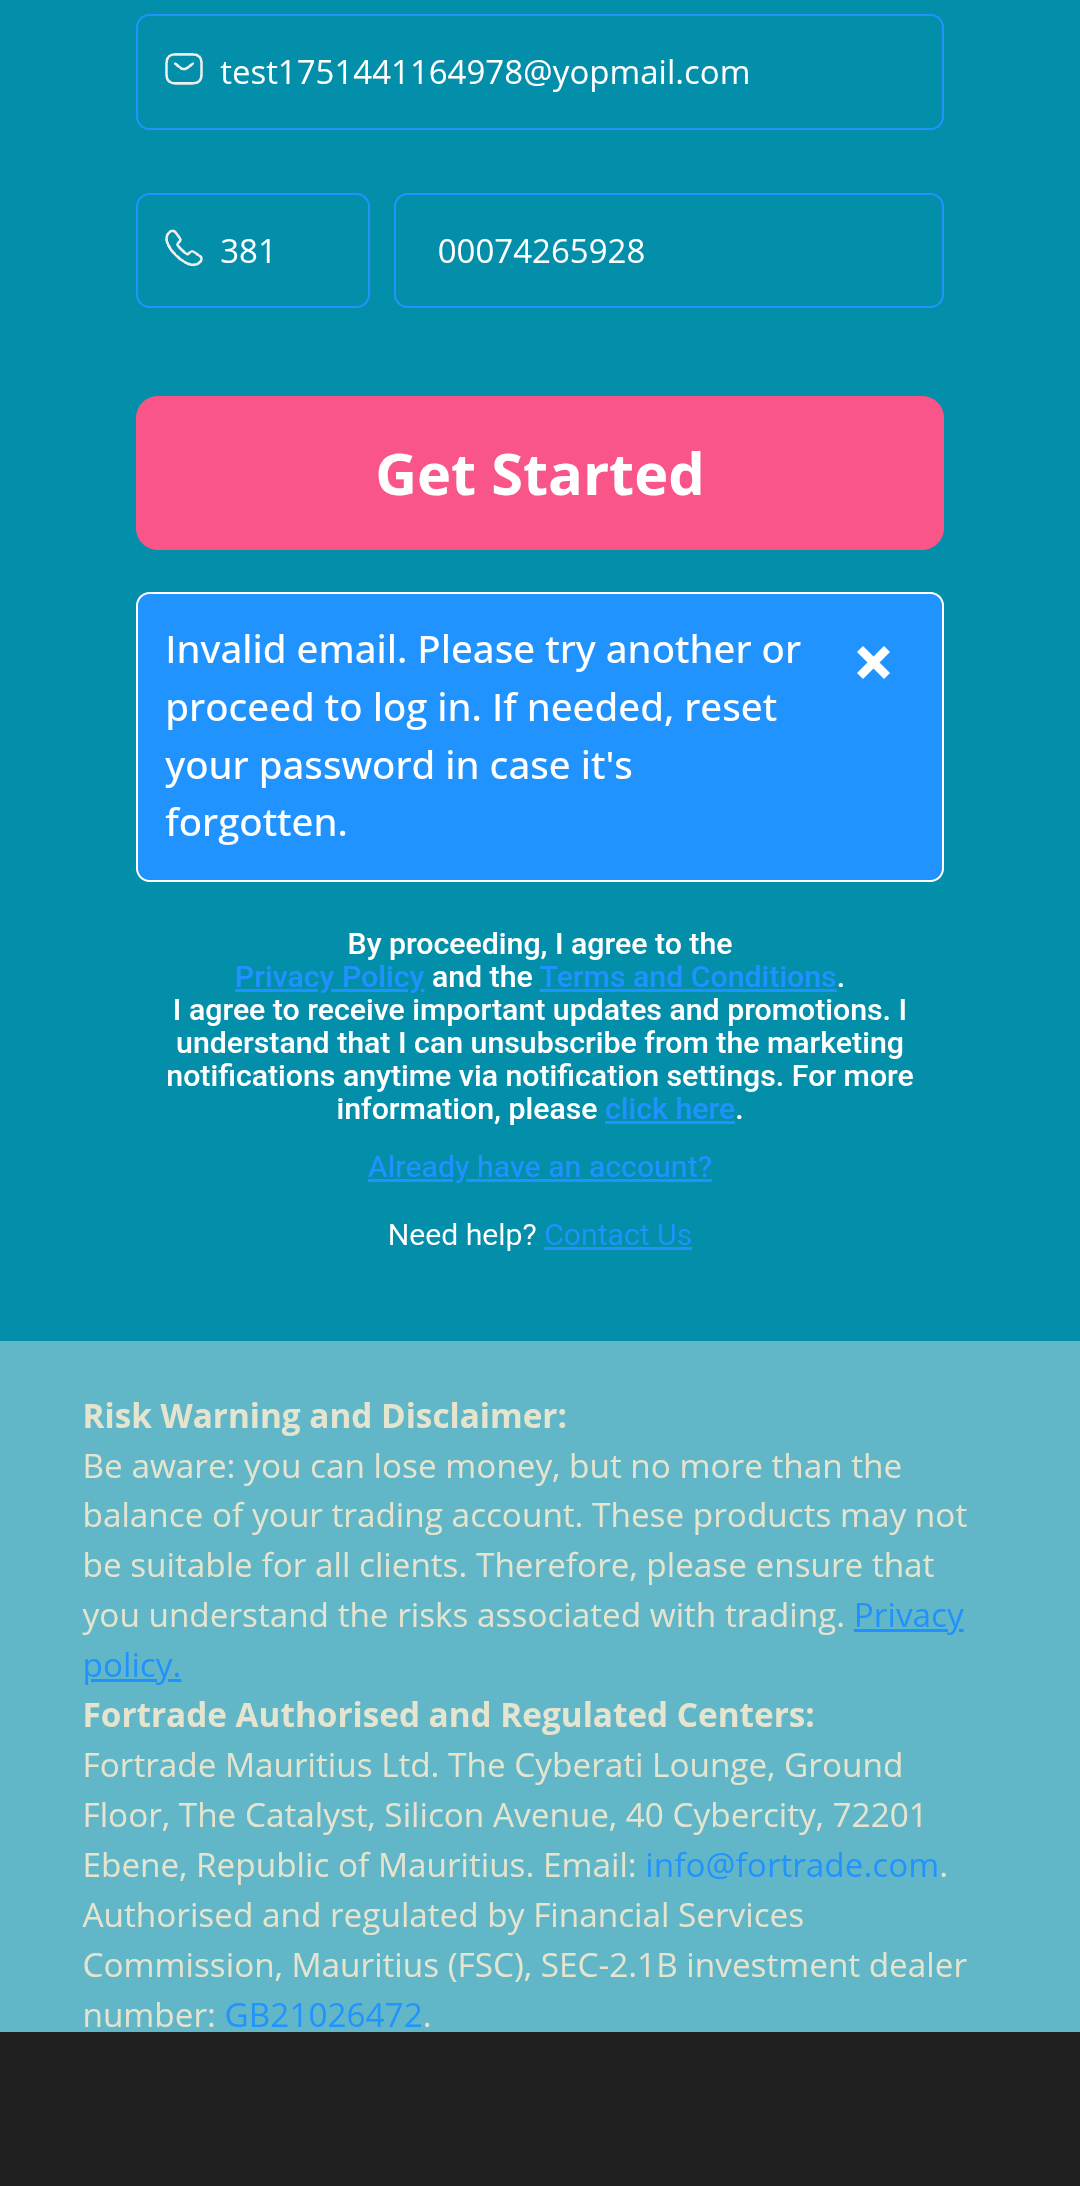 test1751441164978@yopmail.com
381
00074265928
Get Started
Invalid email. Please try another or
proceed to log in. If needed, reset
your password in case it's
forgotten.
By proceeding, I agree to the
Privacy Policy and the Terms and Conditions.
I agree to receive important updates and promotions. I
understand that I can unsubscribe from the marketing
notifications anytime via notification settings. For more
information, please click here.
Already have an account?
Need help? Contact Us
Risk Warning and Disclaimer:
Be aware: you can lose money, but no more than the
balance of your trading account. These products may not
be suitable for all clients. Therefore, please ensure that
you understand the risks associated with trading. Privacy
policy.
Fortrade Authorised and Regulated Centers:
Fortrade Mauritius Ltd. The Cyberati Lounge, Ground
Floor, The Catalyst, Silicon Avenue, 40 Cybercity, 72201
Ebene, Republic of Mauritius. Email: info@fortrade.com.
Authorised and regulated by Financial Services
Commission, Mauritius (FSC), SEC-2.1B investment dealer
number: GB21026472.